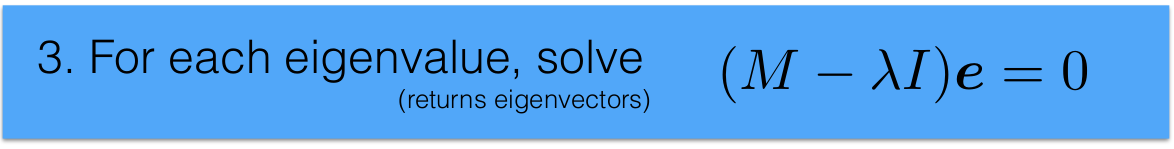 3. For each eigenvalue, solve (M − λI)e = 0
(returns eigenvectors)